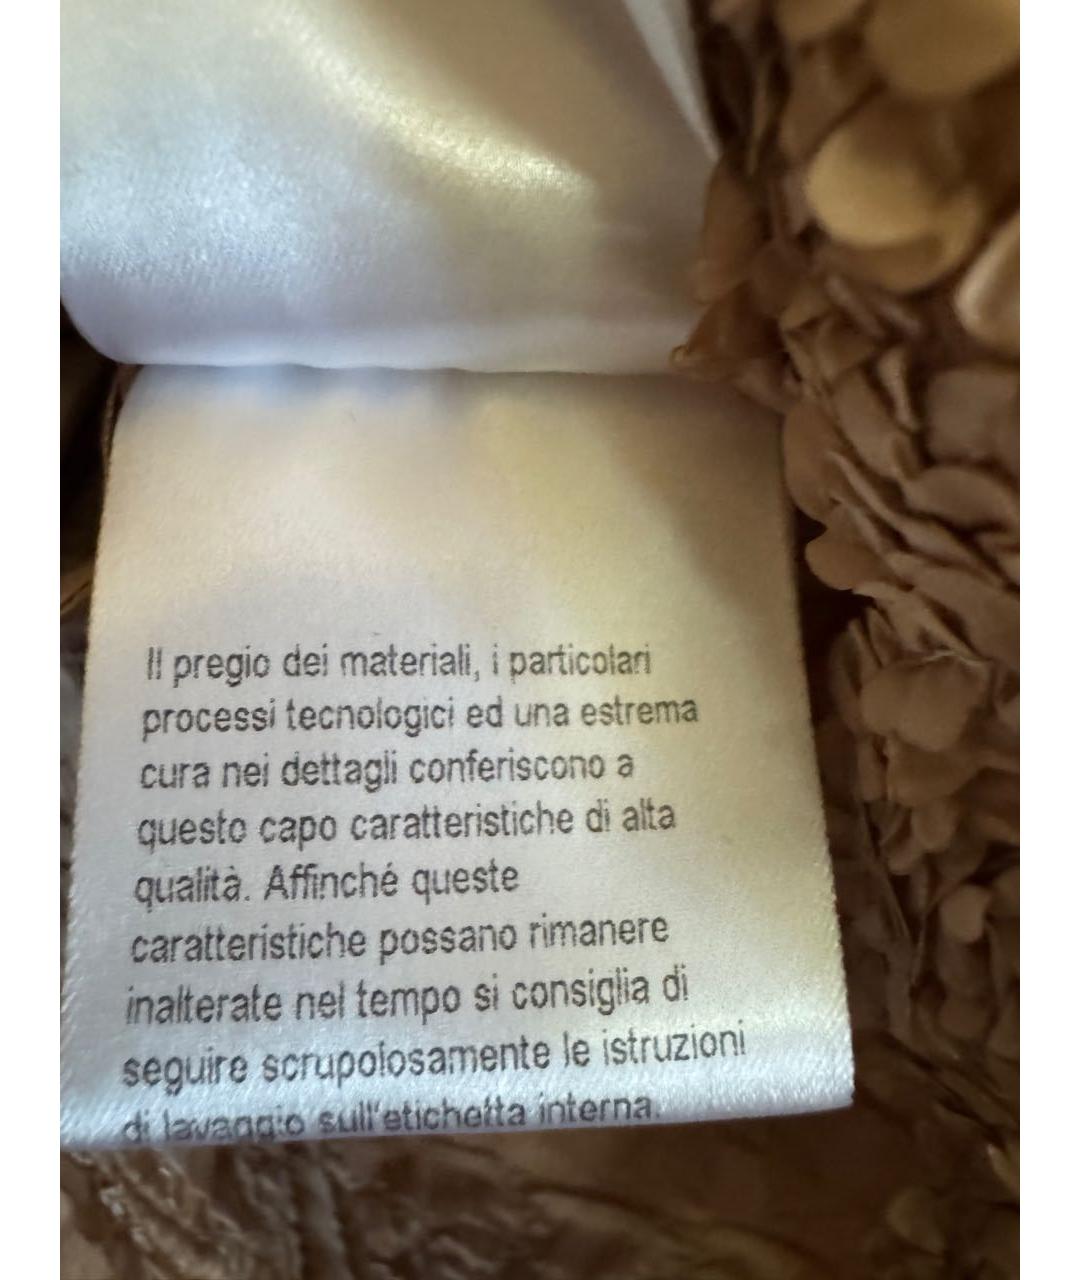 Il pregio dei materiali, i particolari
processi tecnologici ed una estrema
cura nei dettagli conferiscono a
questo capo caratteristiche di alta
qualità. Affinché queste
caratteristiche possano rimanere
inalterate nel tempo si consiglia di
seguire scrupolosamente le istruzioni
di lavaggio sull'etichetta interna.